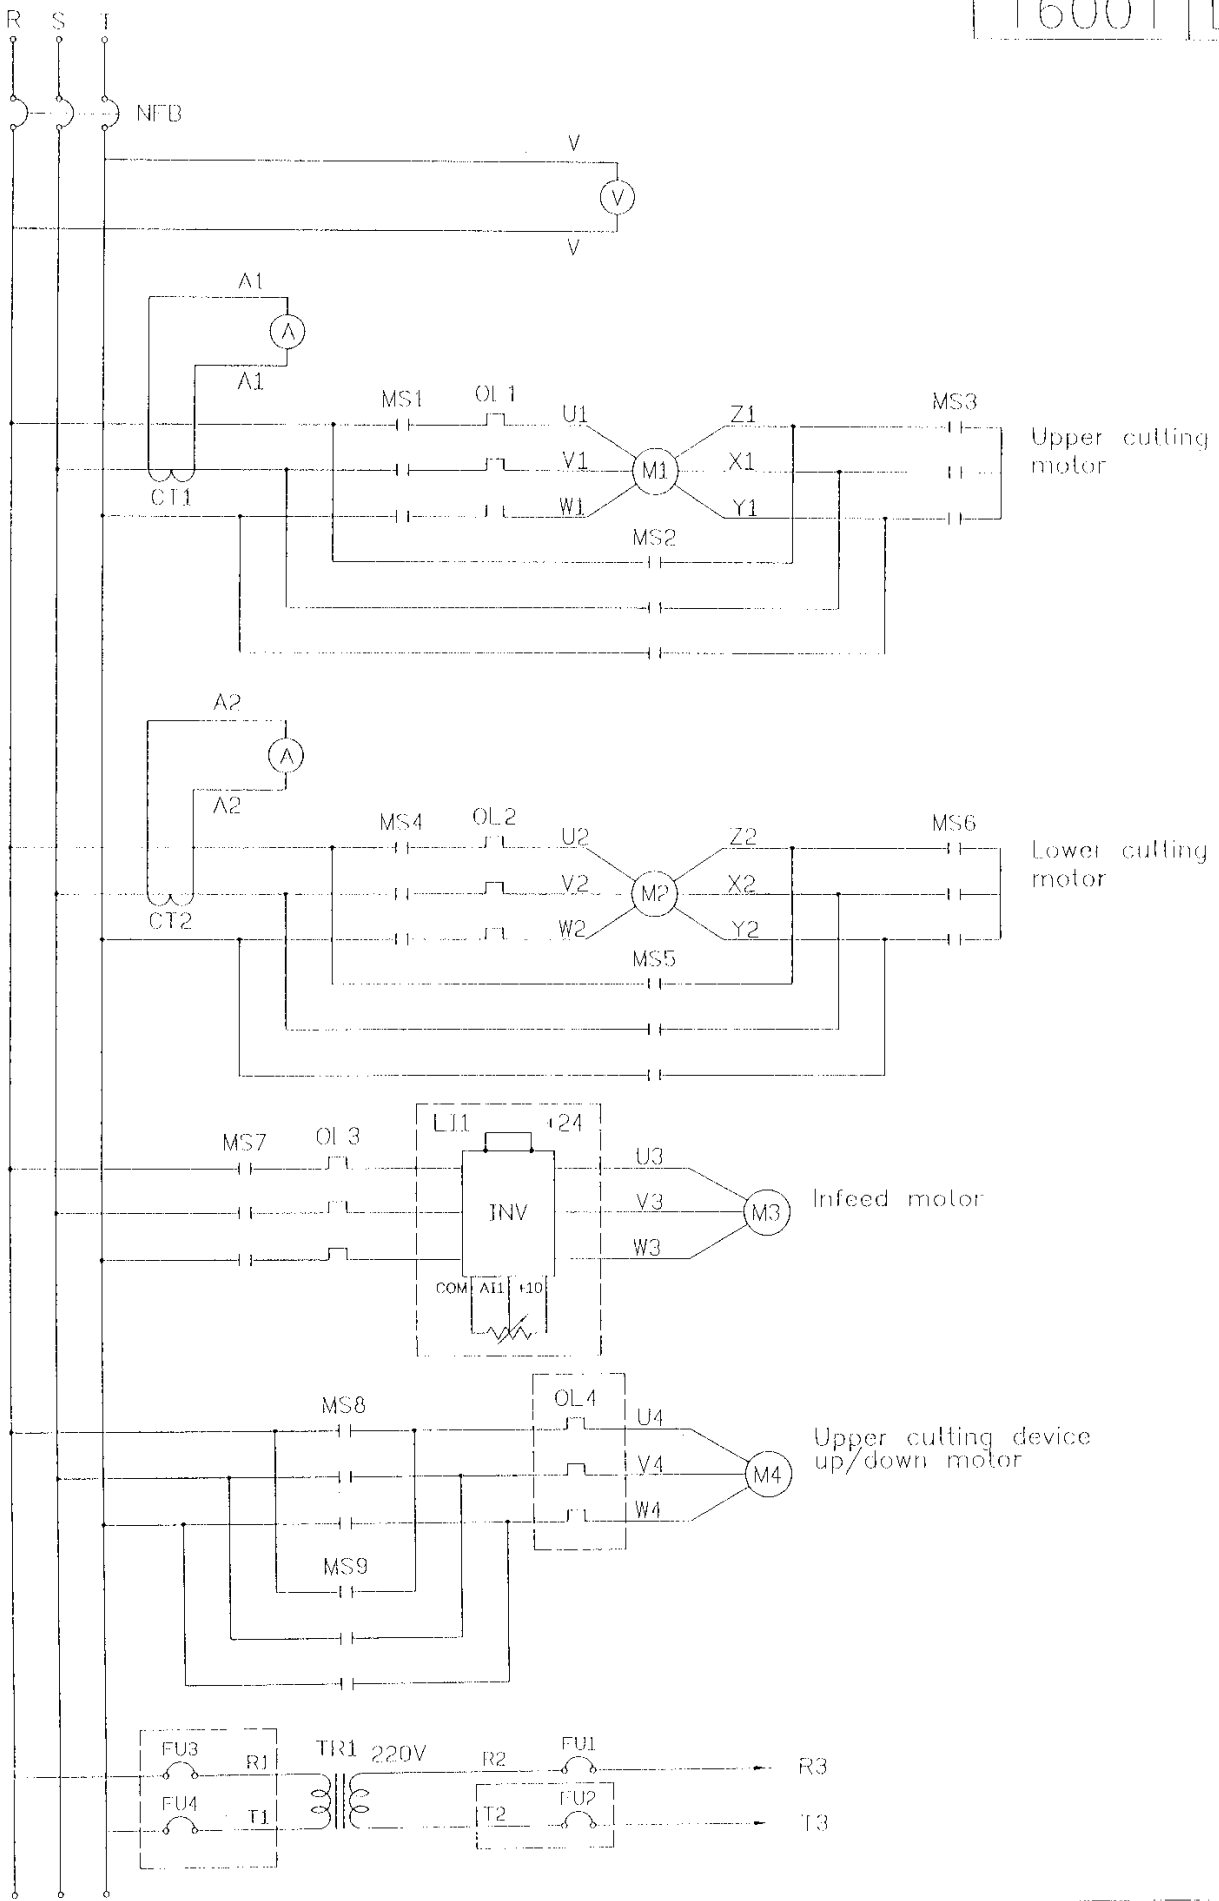 16001
R S T
NFB
V
V
V
A1
A
A1
MS1 OL1 U1 Z1 MS3
Upper cutting
motor
V1 M1 X1
CT1
W1 Y1
MS2
A2
A
A2
MS4 OL2 U2 Z2 MS6
Lower cutting
motor
V2 M2 X2
CT2
W2 Y2
MS5
LI1 +24
MS7 OL3 U3
INV V3 M3 Infeed motor
W3
COM AI1 +10
MS8 OL4 U4
Upper cutting device
up/down motor
V4 M4
W4
MS9
FU3 R1 TR1 220V R2 FU1 R3
FU4 T1 T2 FU2 T3